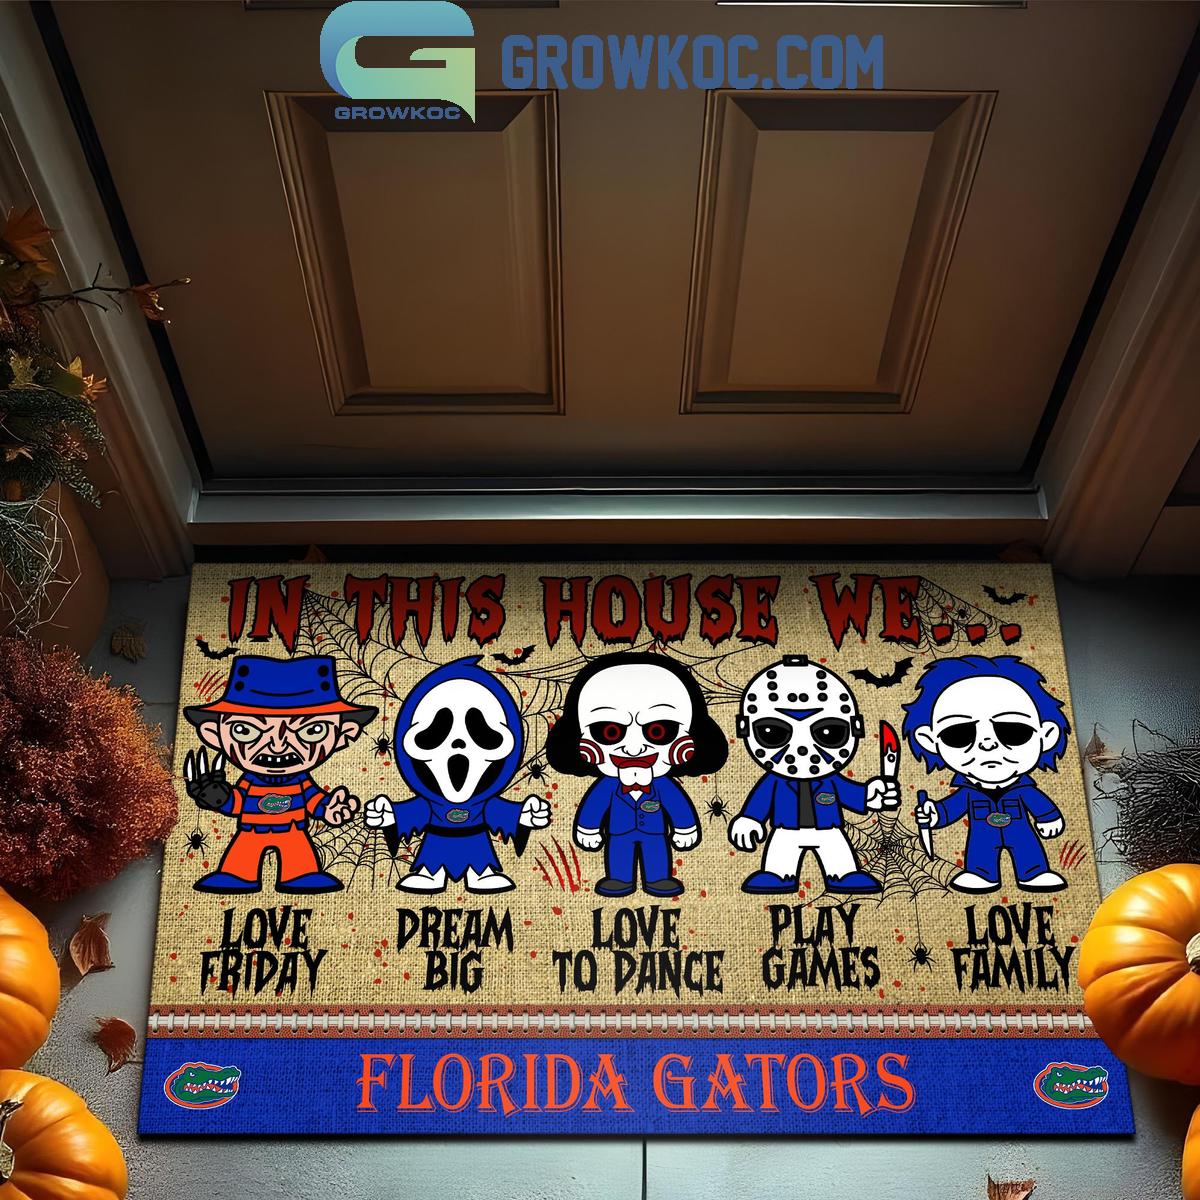 GROWKOC
GROWKOC.COM
IN THIS HOUSE WE...
LOVE
FRIDAY
DREAM
BIG
LOVE
TO DANCE
PLAY
GAMES
LOVE
FAMILY
FLORIDA GATORS